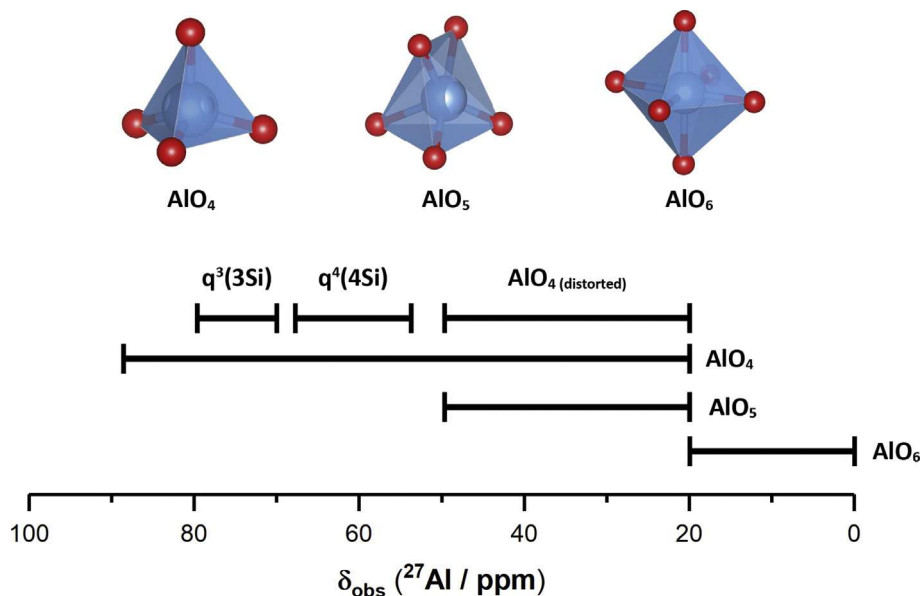 AlO₄ AlO₅ AlO₆
q³(3Si) q⁴(4Si) AlO₄ (distorted)
AlO₄
AlO₅
AlO₆
100 80 60 40 20 0
δobs (²⁷Al / ppm)